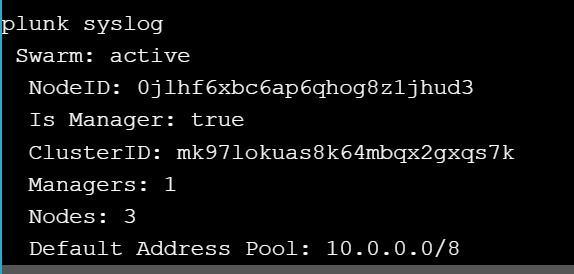 plunk syslog
Swarm: active
NodeID: 0jlhf6xbc6ap6qhog8z1jhud3
Is Manager: true
ClusterID: mk97lokuas8k64mbqx2gxqs7k
Managers: 1
Nodes: 3
Default Address Pool: 10.0.0.0/8